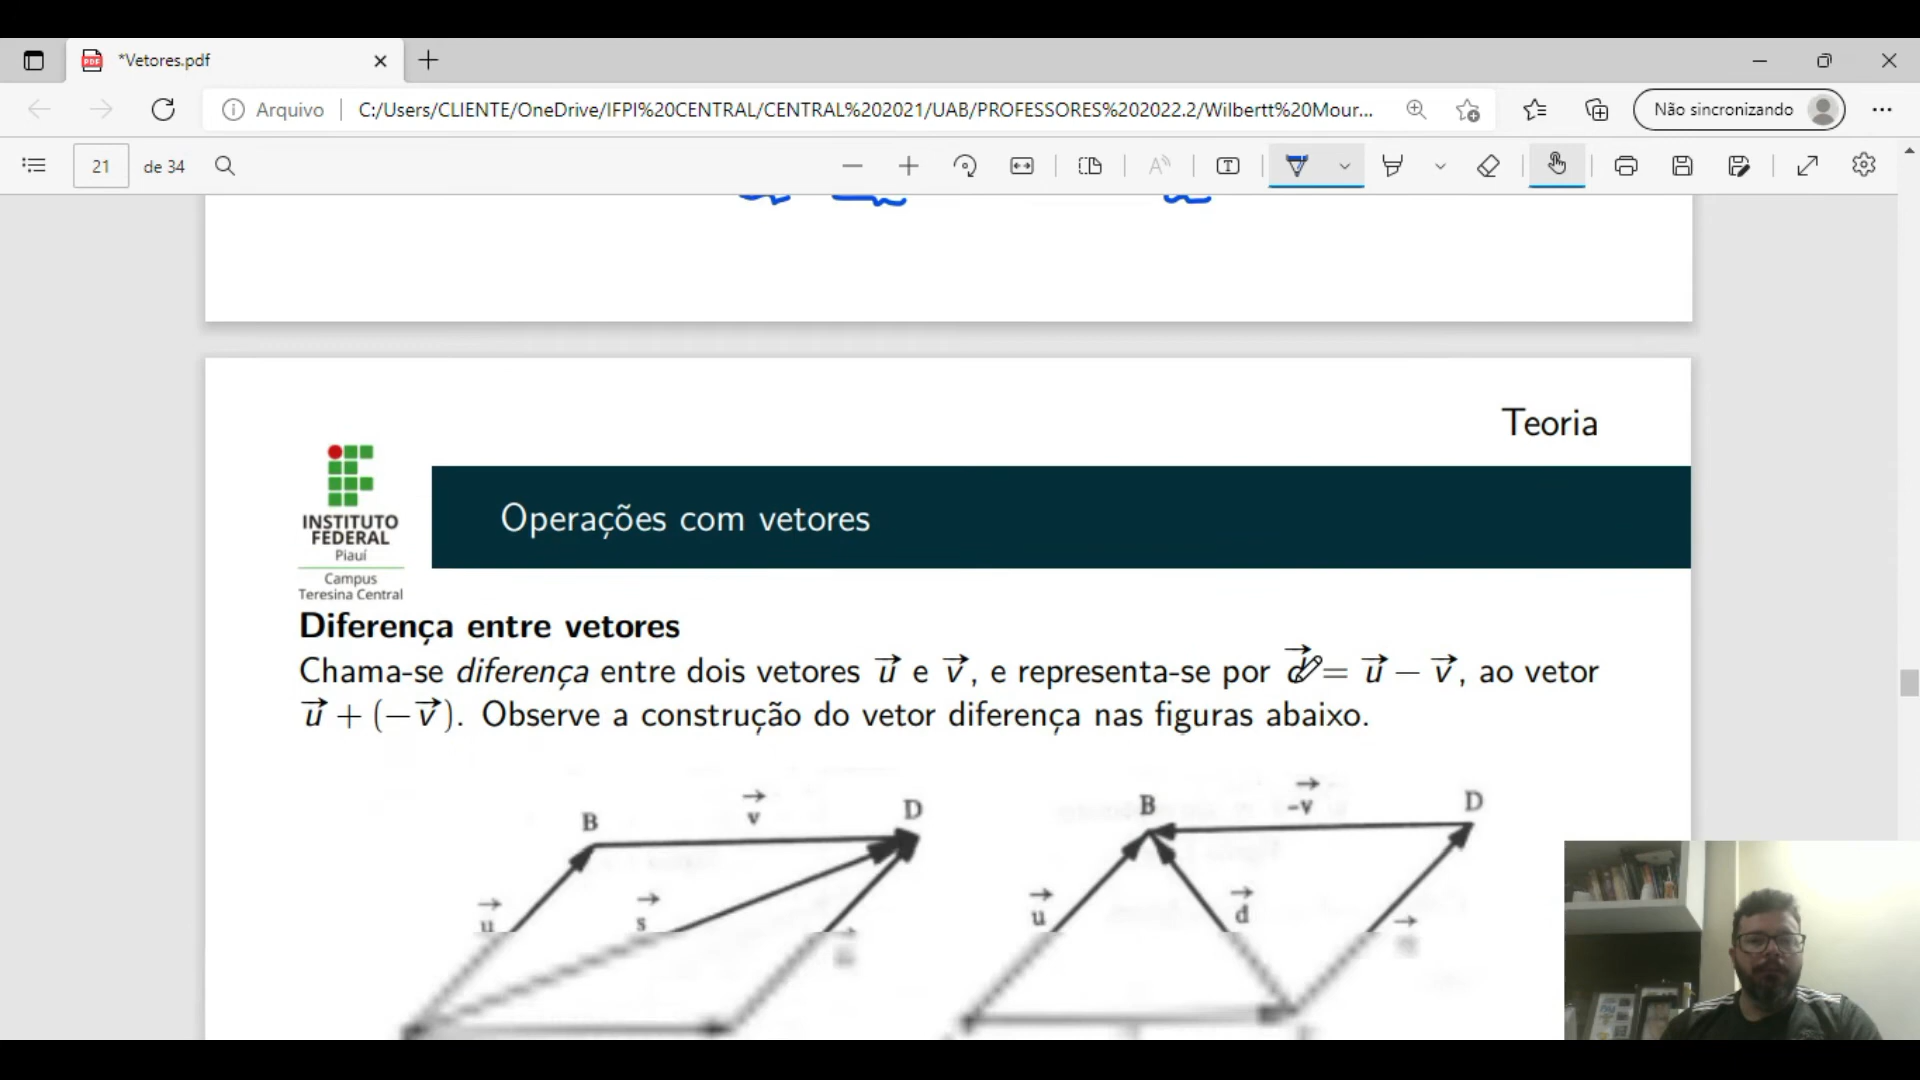 *Vetores.pdf
Arquivo
C:/Users/CLIENTE/OneDrive/IFPI%20CENTRAL/CENTRAL%202021/UAB/PROFESSORES%202022.2/Wilbertt%20Mour...
Não sincronizando
21 de 34
Teoria
INSTITUTO
FEDERAL
Piauí
Campus
Teresina Central
Operações com vetores
Diferença entre vetores
Chama-se diferença entre dois vetores u⃗ e v⃗, e representa-se por d⃗ = u⃗ − v⃗, ao vetor
u⃗ + (−v⃗). Observe a construção do vetor diferença nas figuras abaixo.
B v⃗ D
u⃗ s⃗
B -v⃗ D
u⃗ d⃗